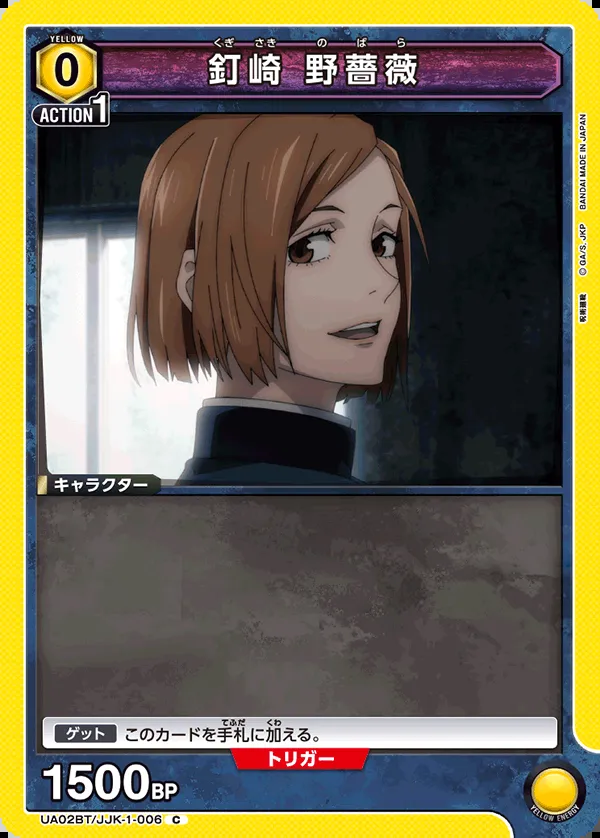 YELLOW
0
ACTION 1
くぎ さき の ば ら
釘崎 野薔薇
BANDAI MADE IN JAPAN
© GA/S, JKP
呪術廻戦
キャラクター
てふだ くわ
ゲット このカードを手札に加える。
トリガー
1500BP
YELLOW ENERGY
UA02BT/JJK-1-006 C